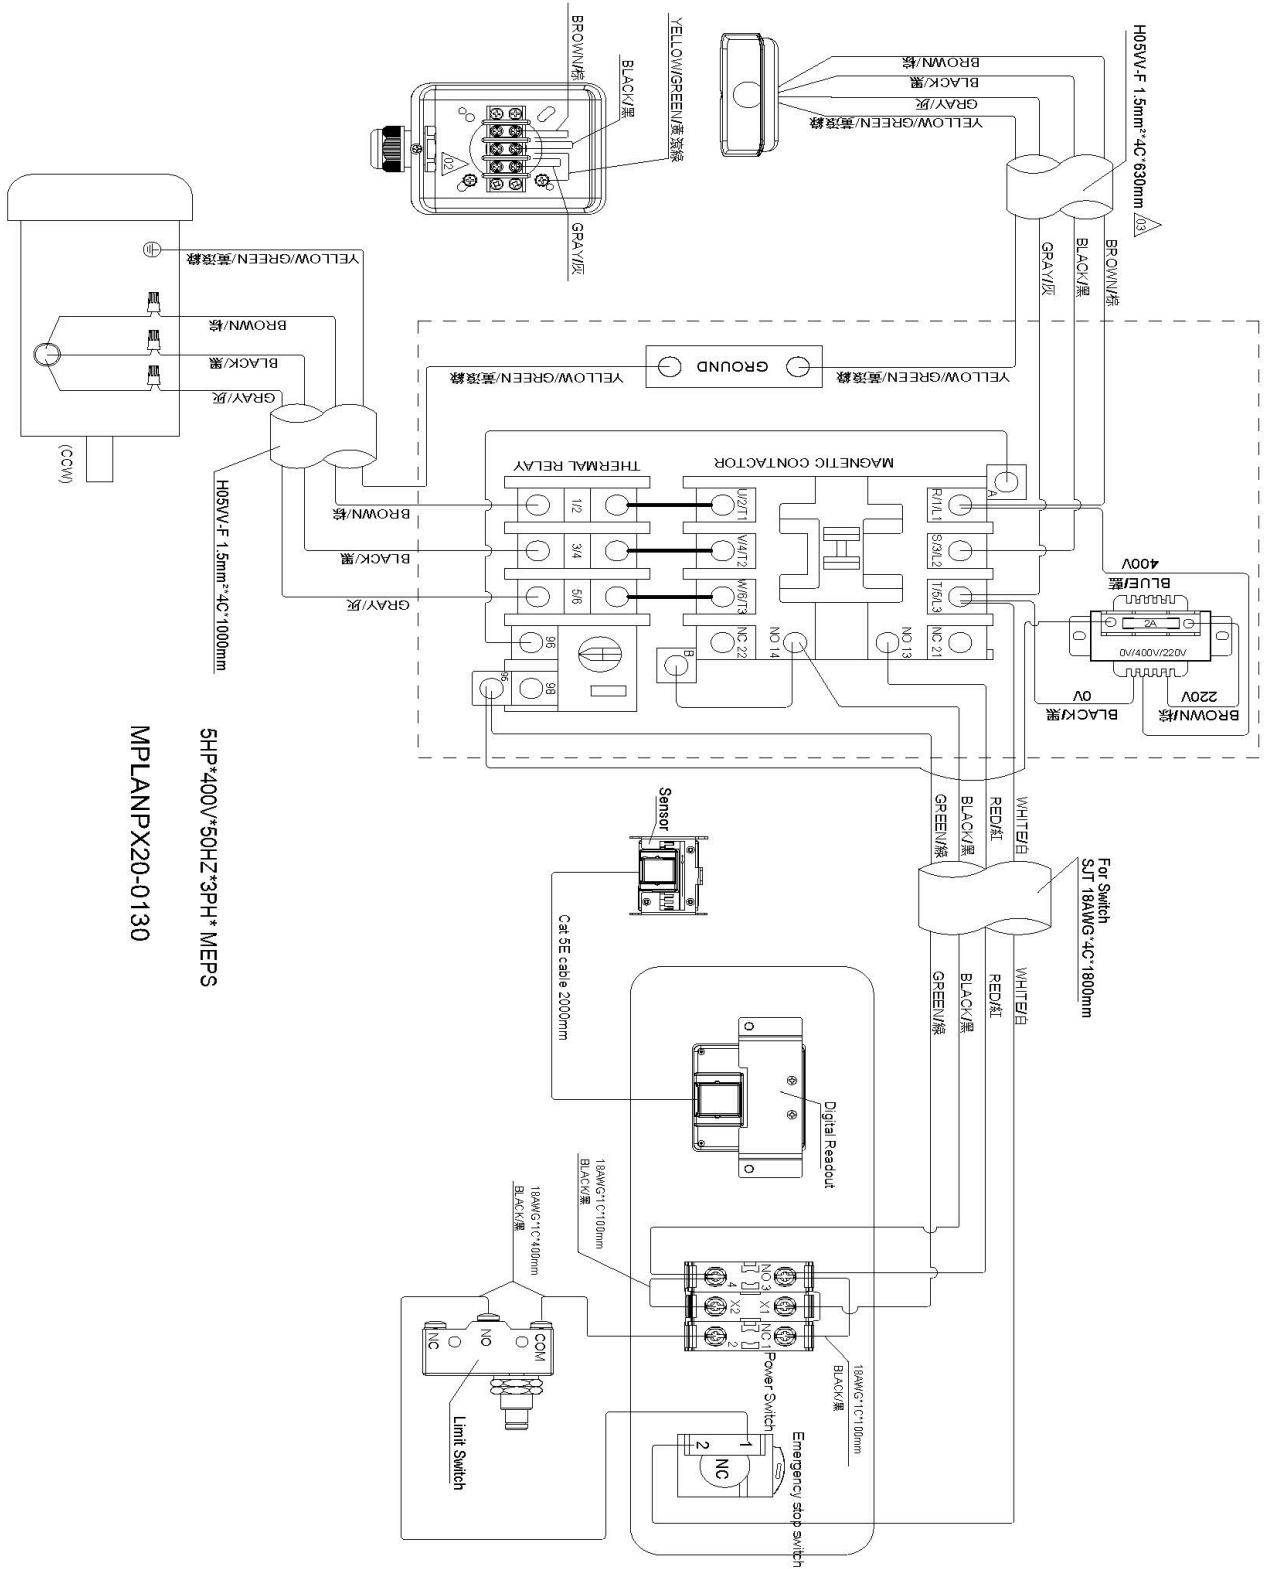 BROWN/棕
BLACK/黑
YELLOW/GREEN/黃滾綠
GRAY/灰
02
BROWN/棕
BLACK/黑
GRAY/灰
YELLOW/GREEN/黃滾綠
H05VV-F 1.5mm²*4C*630mm
03
BROWN/棕
BLACK/黑
GRAY/灰
YELLOW/GREEN/黃滾綠
BROWN/棕
BLACK/黑
GRAY/灰
(CCW)
H05VV-F 1.5mm²*4C*1000mm
YELLOW/GREEN/黃滾綠
GROUND
YELLOW/GREEN/黃滾綠
THERMAL RELAY
MAGNETIC CONTACTOR
A
BROWN/棕
BLACK/黑
GRAY/灰
1/2
3/4
5/6
96
95
98
U/2/T1
V/4/T2
W/6/T3
NC 22
NO 14
NO 13
B
R/1/L1
S/3/L2
T/5/L3
NC 21
400V
BLUE/藍
2A
0V/400V/220V
0V
BLACK/黑
220V
BROWN/棕
5HP*400V*50HZ*3PH* MEPS
MPLANPX20-0130
GREEN/綠
BLACK/黑
RED/紅
WHITE/白
For Switch
SJT 18AWG*4C*1800mm
GREEN/綠
BLACK/黑
RED/紅
WHITE/白
Sensor
Cat 5E cable 2000mm
Digital Readout
18AWG*1C*100mm
BLACK/黑
18AWG*1C*400mm
BLACK/黑
NO 3
4
X1
X2
NC 1
2
Power Switch
18AWG*1C*100mm
BLACK/黑
COM
NO
NC
Limit Switch
1
2
NC
Emergency stop switch